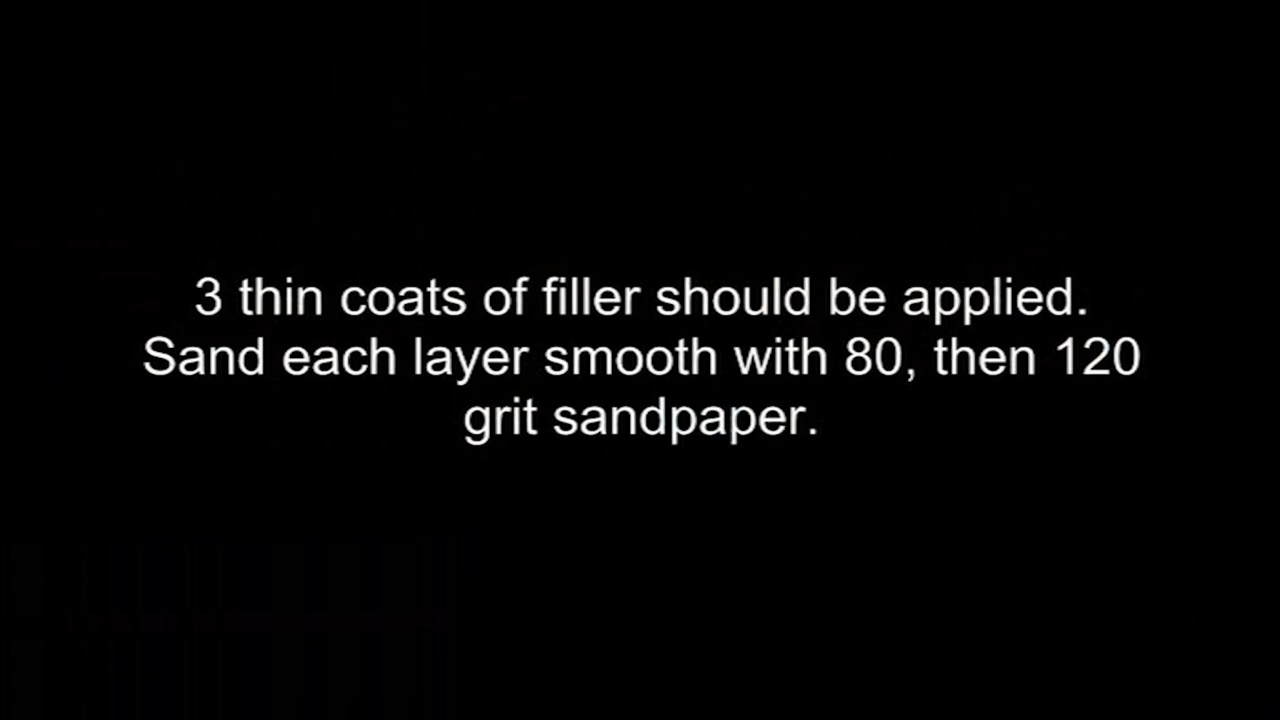 3 thin coats of filler should be applied.
Sand each layer smooth with 80, then 120
grit sandpaper.